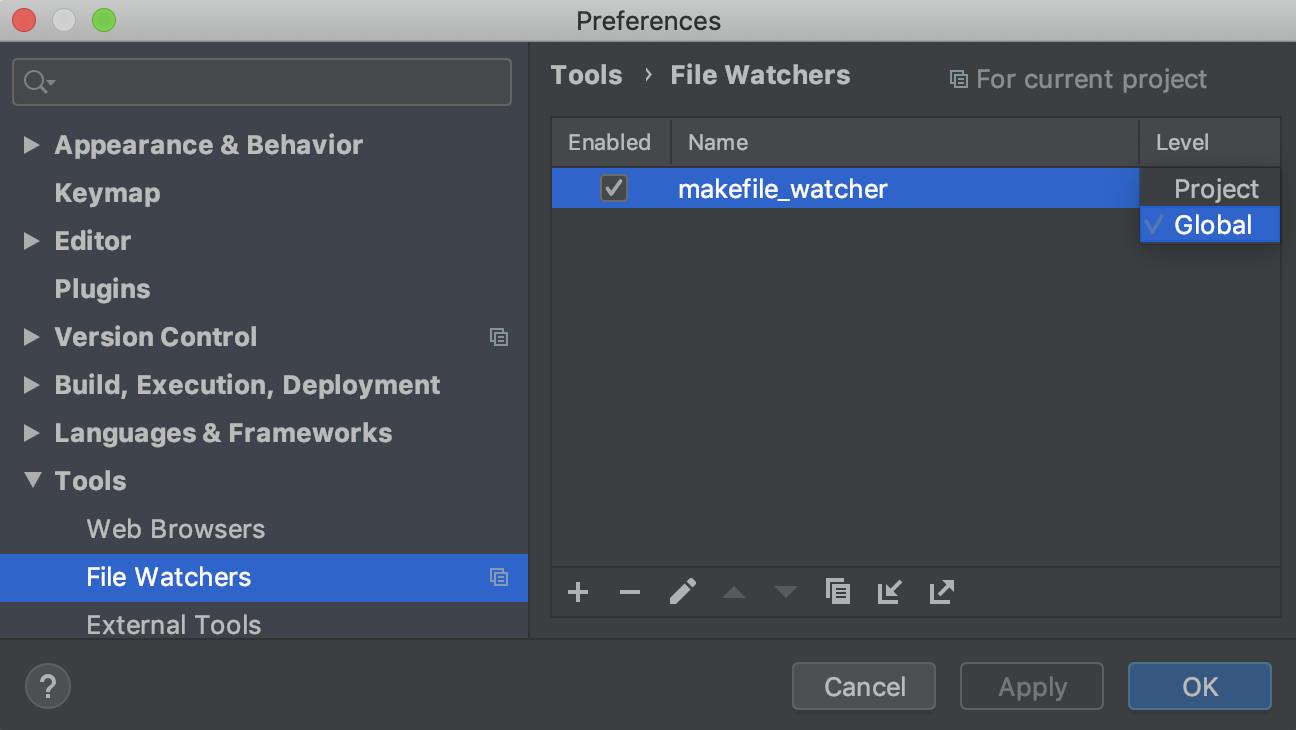 Preferences
Tools › File Watchers
For current project
Appearance & Behavior
Keymap
Editor
Plugins
Version Control
Build, Execution, Deployment
Languages & Frameworks
Tools
Web Browsers
File Watchers
External Tools
Enabled Name Level
makefile_watcher Project
Global
? Cancel Apply OK